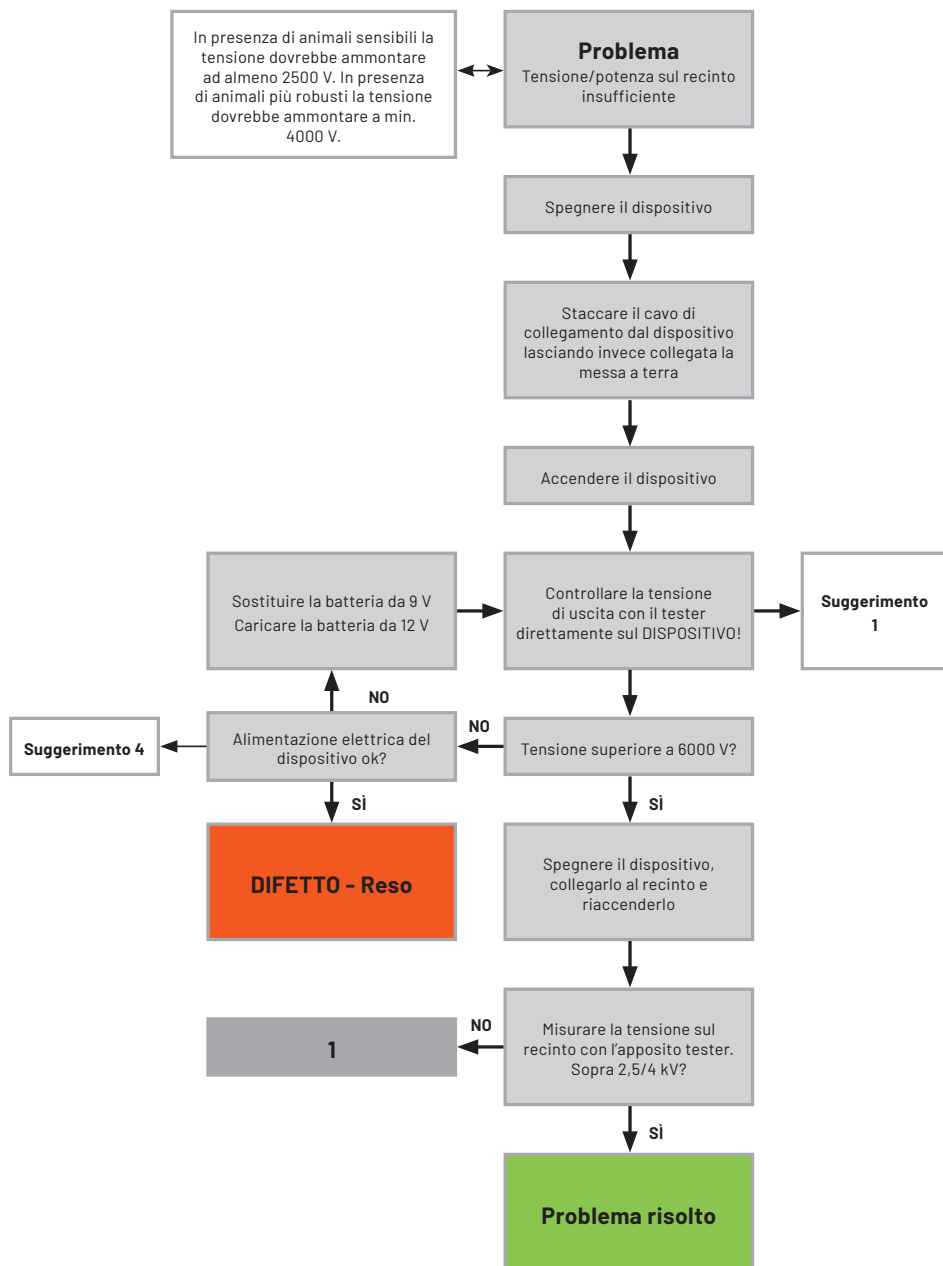 In presenza di animali sensibili la
tensione dovrebbe ammontare
ad almeno 2500 V. In presenza
di animali più robusti la tensione
dovrebbe ammontare a min.
4000 V.
Problema
Tensione/potenza sul recinto
insufficiente
Spegnere il dispositivo
Staccare il cavo di
collegamento dal dispositivo
lasciando invece collegata la
messa a terra
Accendere il dispositivo
Sostituire la batteria da 9 V
Caricare la batteria da 12 V
Controllare la tensione
di uscita con il tester
direttamente sul DISPOSITIVO!
Suggerimento
1
NO
Suggerimento 4
Alimentazione elettrica del
dispositivo ok?
NO
Tensione superiore a 6000 V?
SÌ
SÌ
DIFETTO - Reso
Spegnere il dispositivo,
collegarlo al recinto e
riaccenderlo
1
NO
Misurare la tensione sul
recinto con l'apposito tester.
Sopra 2,5/4 kV?
SÌ
Problema risolto